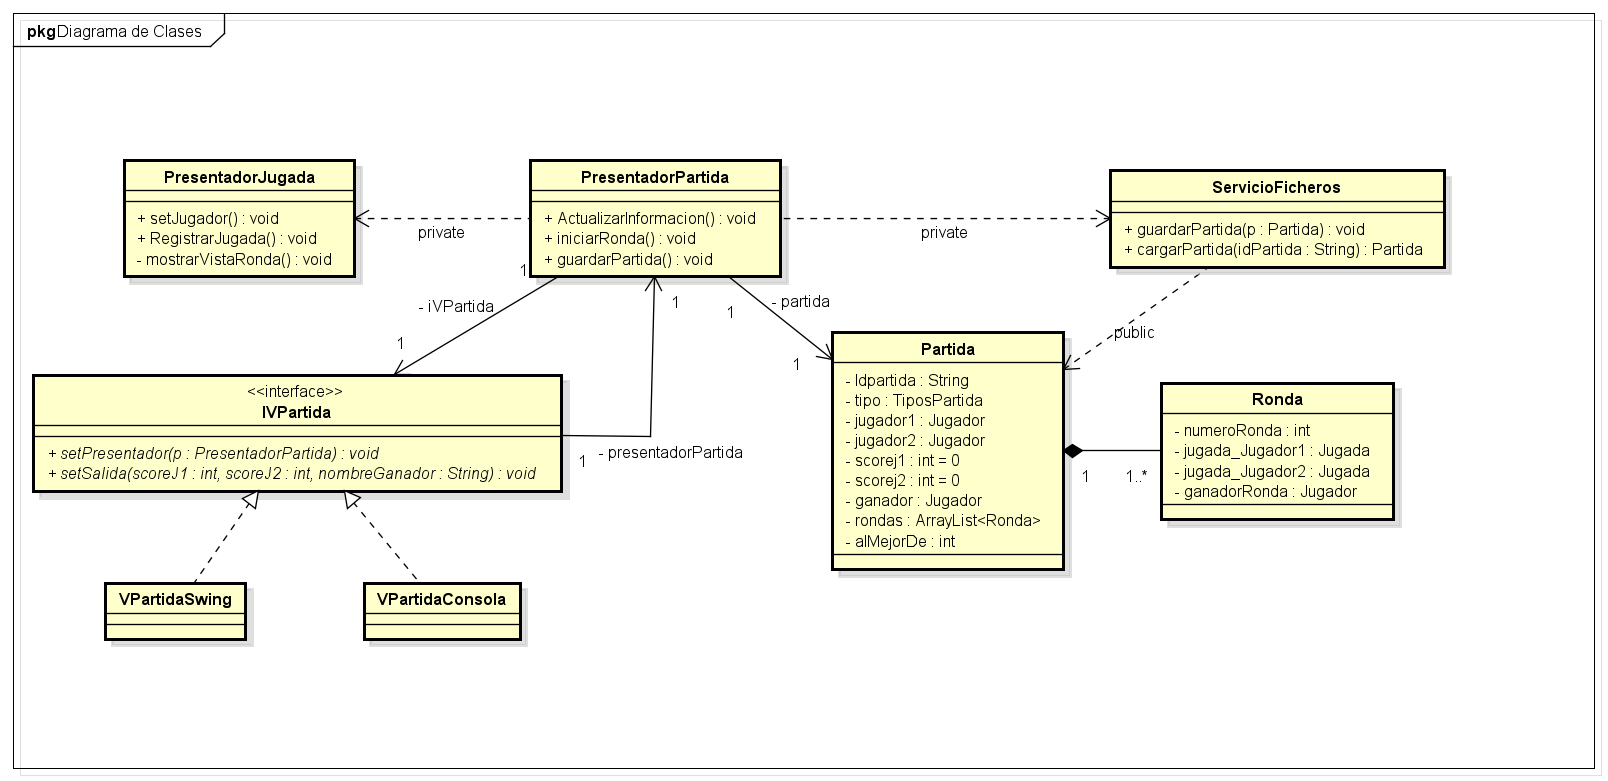 pkg Diagrama de Clases
PresentadorJugada
+ setJugador() : void
+ RegistrarJugada() : void
- mostrarVistaRonda() : void
private
PresentadorPartida
+ ActualizarInformacion() : void
+ iniciarRonda() : void
+ guardarPartida() : void
private
ServicioFicheros
+ guardarPartida(p : Partida) : void
+ cargarPartida(idPartida : String) : Partida
1
- iVPartida
1
1
- partida
1
1
public
<<interface>>
IVPartida
+ setPresentador(p : PresentadorPartida) : void
+ setSalida(scoreJ1 : int, scoreJ2 : int, nombreGanador : String) : void
1
- presentadorPartida
Partida
- Idpartida : String
- tipo : TiposPartida
- jugador1 : Jugador
- jugador2 : Jugador
- scorej1 : int = 0
- scorej2 : int = 0
- ganador : Jugador
- rondas : ArrayList<Ronda>
- alMejorDe : int
1
1..*
Ronda
- numeroRonda : int
- jugada_Jugador1 : Jugada
- jugada_Jugador2 : Jugada
- ganadorRonda : Jugador
VPartidaSwing
VPartidaConsola